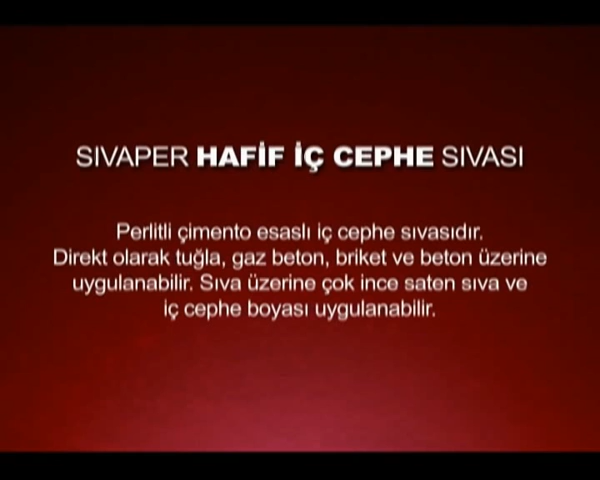 SIVAPER HAFİF İÇ CEPHE SIVASI
Perlitli çimento esaslı iç cephe sıvasıdır.
Direkt olarak tuğla, gaz beton, briket ve beton üzerine
uygulanabilir. Sıva üzerine çok ince saten sıva ve
iç cephe boyası uygulanabilir.